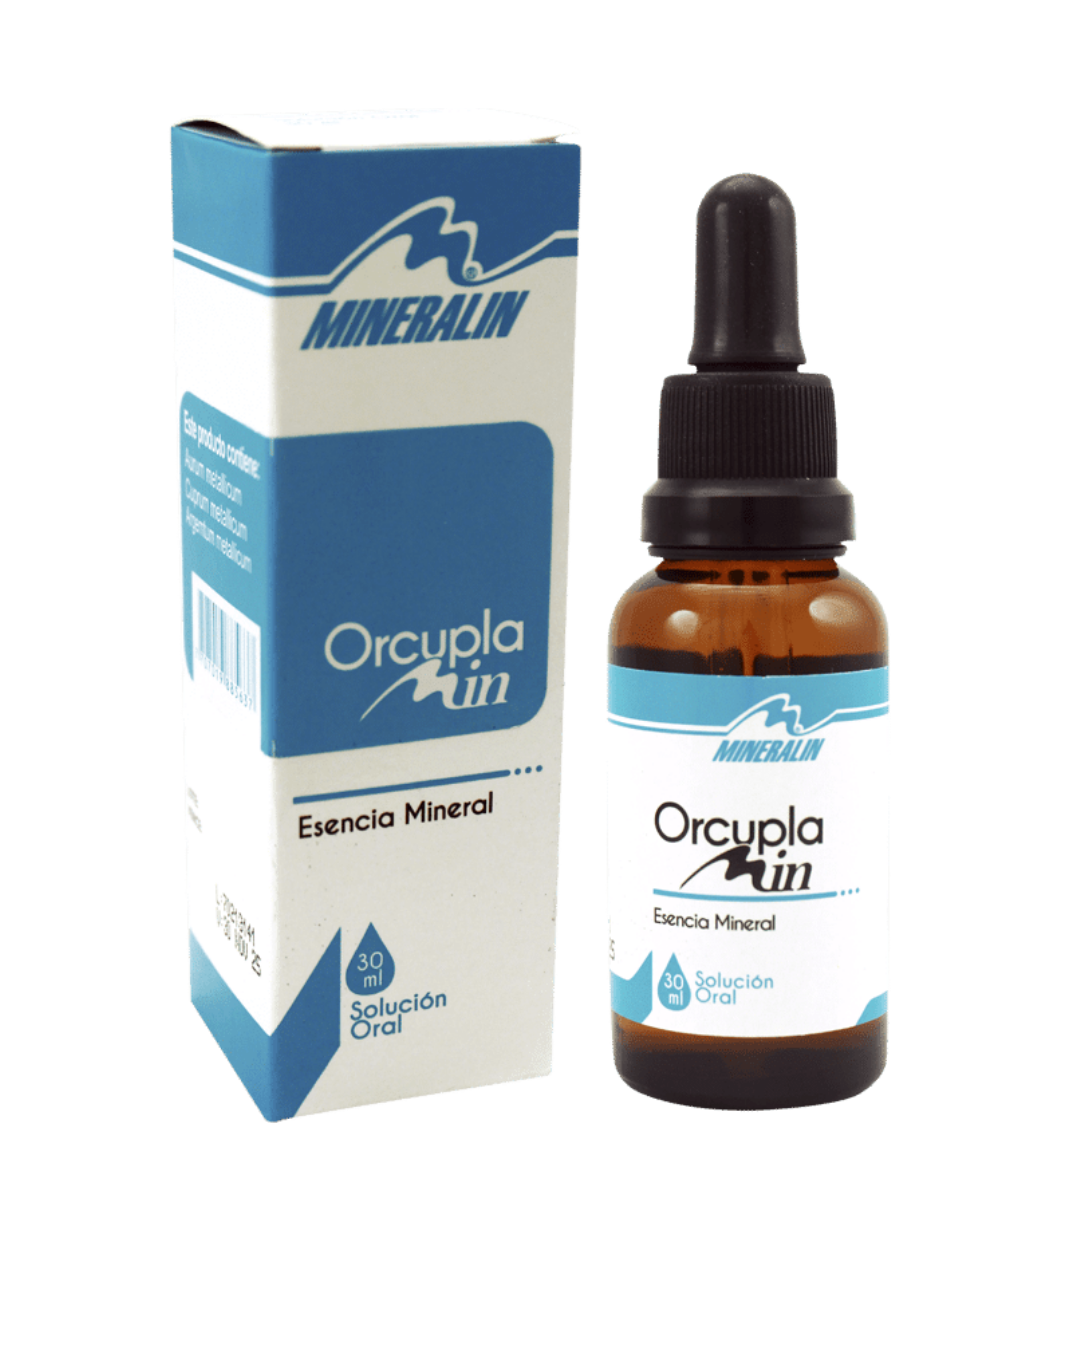 MINERALIN
Este producto contiene:
Aurum metallicum
Cuprum metallicum
Argentum metallicum
Orcupla
Min
Esencia Mineral
30
ml
Solución
Oral
MINERALIN
Orcupla
Min
Esencia Mineral
30
ml
Solución
Oral